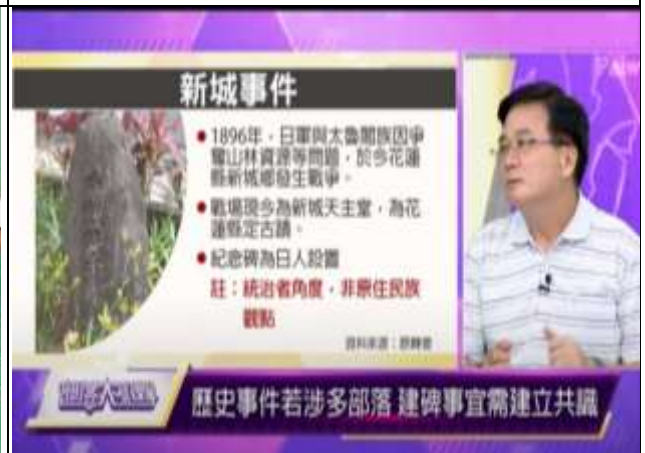 新城事件
●1896年,日軍與太魯閣族因爭
奪山林資源等問題,於今花蓮
縣新城鄉發生戰爭。
●戰場現今為新城天主堂,為花
蓮縣定古蹟。
●紀念碑為日人設置
註:統治者角度,非原住民族
觀點
資料來源:原轉會
歷史事件若涉多部落 建碑事宜需建立共識